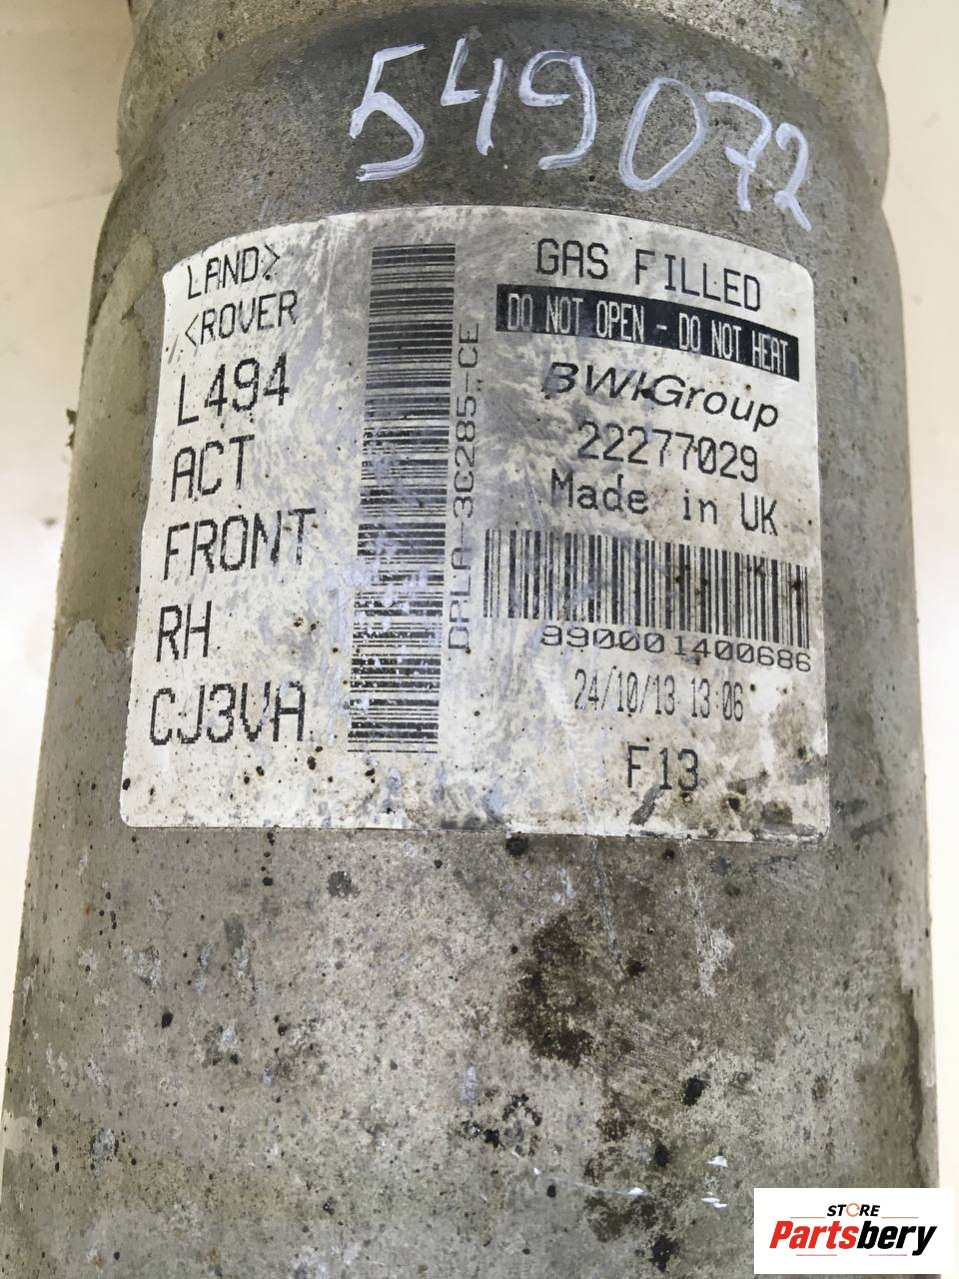 549072
LAND>
<ROVER
L494
ACT
FRONT
RH
CJ3VA
DPLA-3C285-CE
GAS FILLED
DO NOT OPEN - DO NOT HEAT
BWI Group
22277029
Made in UK
990001400686
24/10/13 13:06
F13
STORE
Partsbery